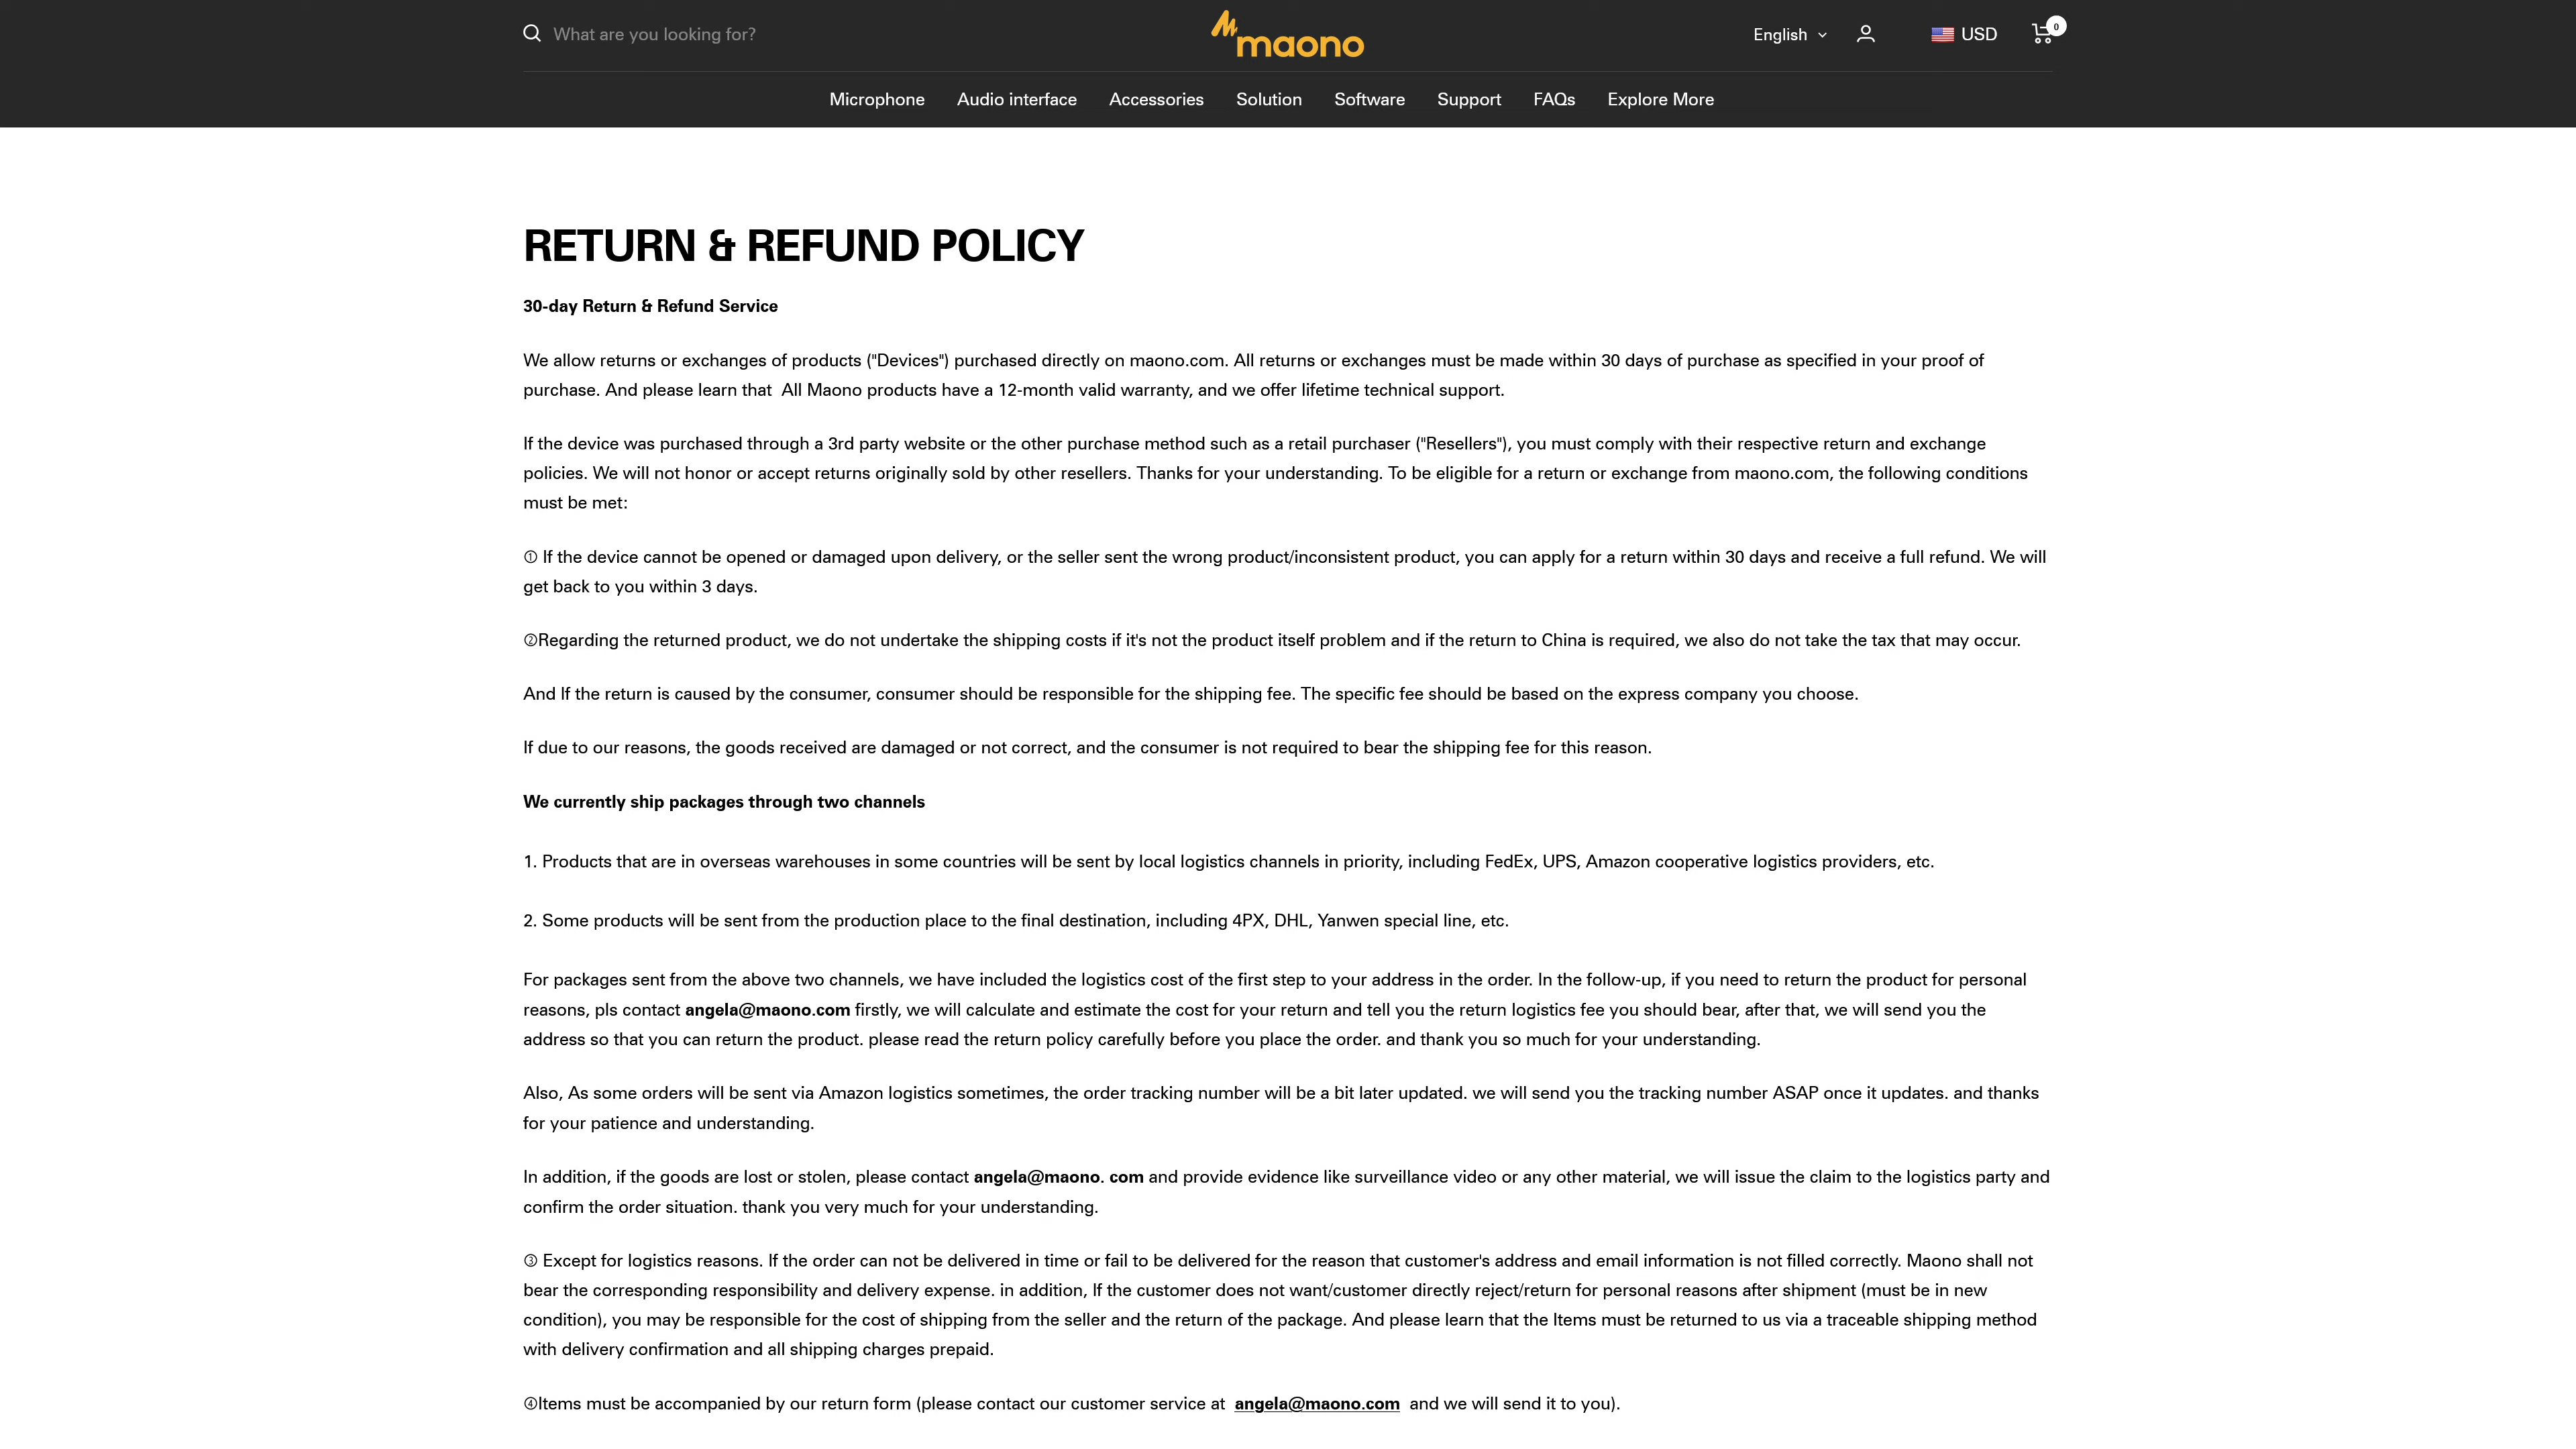 What are you looking for?
maono
English
USD
0
Microphone Audio interface Accessories Solution Software Support FAQs Explore More
RETURN & REFUND POLICY
30-day Return & Refund Service
We allow returns or exchanges of products ("Devices") purchased directly on maono.com. All returns or exchanges must be made within 30 days of purchase as specified in your proof of
purchase. And please learn that  All Maono products have a 12-month valid warranty, and we offer lifetime technical support.
If the device was purchased through a 3rd party website or the other purchase method such as a retail purchaser ("Resellers"), you must comply with their respective return and exchange
policies. We will not honor or accept returns originally sold by other resellers. Thanks for your understanding. To be eligible for a return or exchange from maono.com, the following conditions
must be met:
① If the device cannot be opened or damaged upon delivery, or the seller sent the wrong product/inconsistent product, you can apply for a return within 30 days and receive a full refund. We will
get back to you within 3 days.
②Regarding the returned product, we do not undertake the shipping costs if it's not the product itself problem and if the return to China is required, we also do not take the tax that may occur.
And If the return is caused by the consumer, consumer should be responsible for the shipping fee. The specific fee should be based on the express company you choose.
If due to our reasons, the goods received are damaged or not correct, and the consumer is not required to bear the shipping fee for this reason.
We currently ship packages through two channels
1. Products that are in overseas warehouses in some countries will be sent by local logistics channels in priority, including FedEx, UPS, Amazon cooperative logistics providers, etc.
2. Some products will be sent from the production place to the final destination, including 4PX, DHL, Yanwen special line, etc.
For packages sent from the above two channels, we have included the logistics cost of the first step to your address in the order. In the follow-up, if you need to return the product for personal
reasons, pls contact angela@maono.com firstly, we will calculate and estimate the cost for your return and tell you the return logistics fee you should bear, after that, we will send you the
address so that you can return the product. please read the return policy carefully before you place the order. and thank you so much for your understanding.
Also, As some orders will be sent via Amazon logistics sometimes, the order tracking number will be a bit later updated. we will send you the tracking number ASAP once it updates. and thanks
for your patience and understanding.
In addition, if the goods are lost or stolen, please contact angela@maono. com and provide evidence like surveillance video or any other material, we will issue the claim to the logistics party and
confirm the order situation. thank you very much for your understanding.
③ Except for logistics reasons. If the order can not be delivered in time or fail to be delivered for the reason that customer's address and email information is not filled correctly. Maono shall not
bear the corresponding responsibility and delivery expense. in addition, If the customer does not want/customer directly reject/return for personal reasons after shipment (must be in new
condition), you may be responsible for the cost of shipping from the seller and the return of the package. And please learn that the Items must be returned to us via a traceable shipping method
with delivery confirmation and all shipping charges prepaid.
④Items must be accompanied by our return form (please contact our customer service at  angela@maono.com  and we will send it to you).